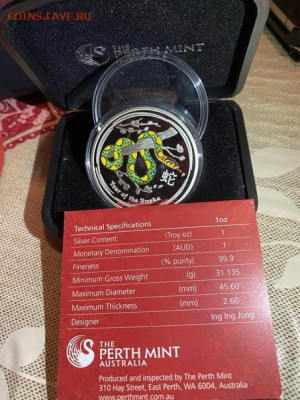 COINS.LAVE.RU
THE
PERTH MINT
AUSTRALIA
蛇
Year of the Snake
Technical Specifications 1oz
Silver Content (Troy oz) 1
Monetary Denomination (AUD) 1
Fineness (% purity) 99.9
Minimum Gross Weight (g) 31.135
Maximum Diameter (mm) 45.60
Maximum Thickness (mm) 2.60
Designer Ing Ing Jong
THE
PERTH MINT
AUSTRALIA
Produced and inspected by The Perth Mint
310 Hay Street, East Perth, WA 6004, Australia
www.perthmint.com.au